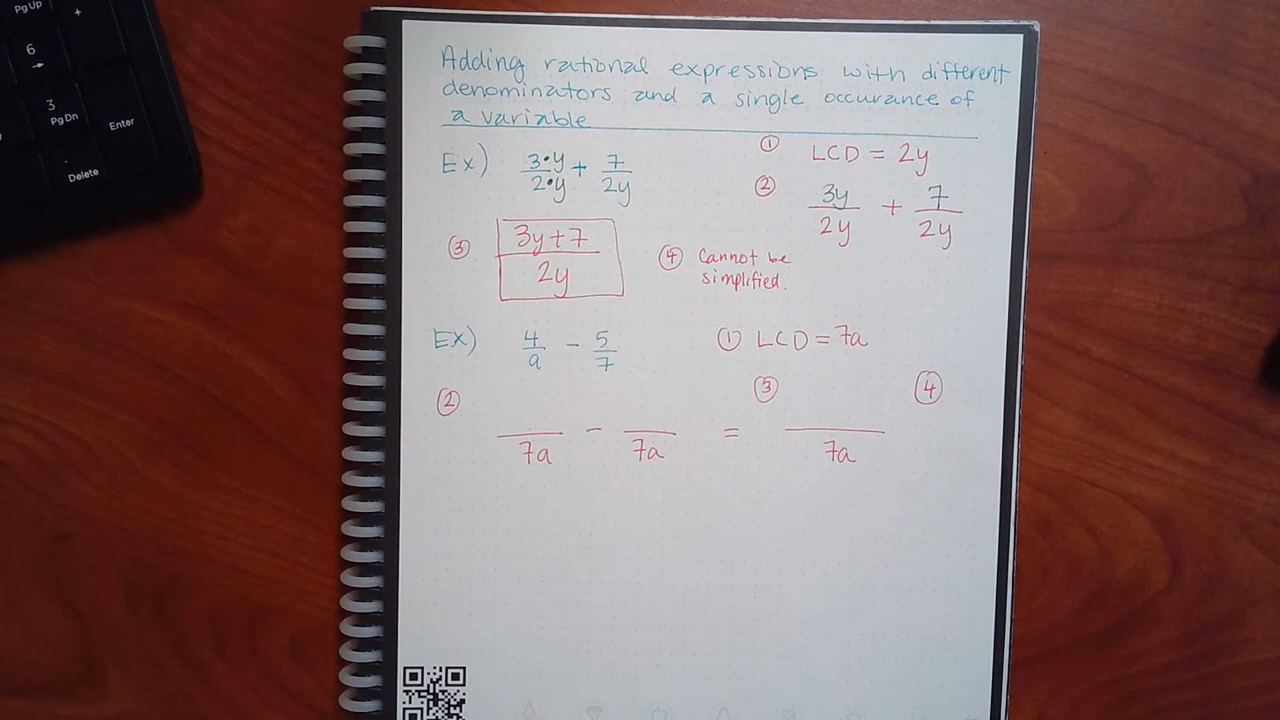 PgUp
+
6
→
3
PgDn
Enter
.
Delete
Adding rational expressions with different
denominators and a single occurance of
a variable
Ex) 3•y/2•y + 7/2y
① LCD = 2y
② 3y/2y + 7/2y
③ 3y+7/2y
④ Cannot be
simplified.
EX) 4/a - 5/7
① LCD = 7a
② ③ ④
/7a - /7a = /7a